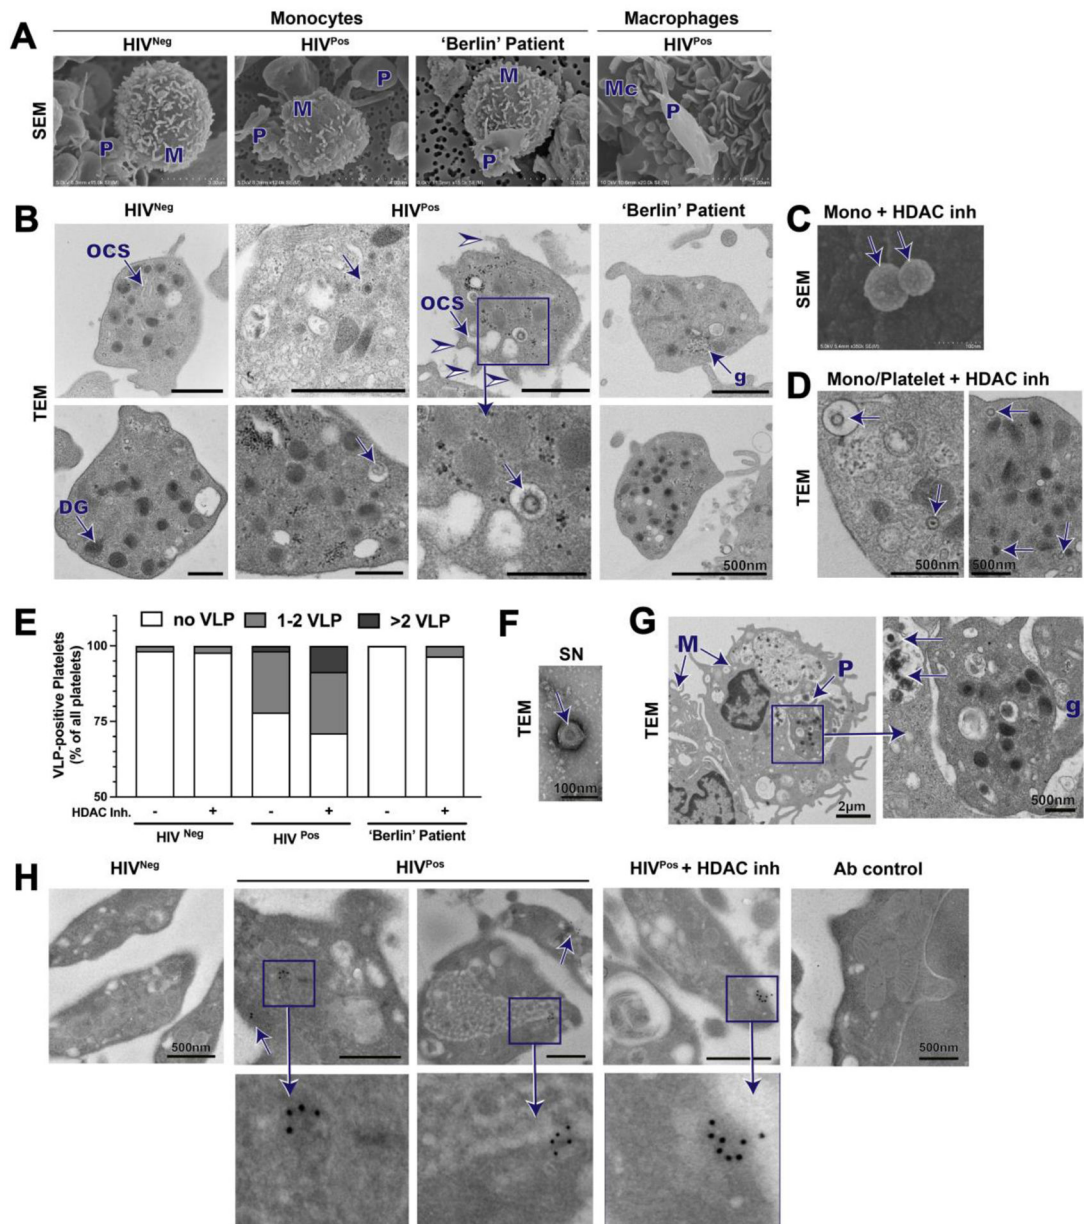 Monocytes
Macrophages
A
HIVNeg
HIVPos
'Berlin' Patient
HIVPos
SEM
P
M
P
M
P
M
P
Mc
P
B
HIVNeg
HIVPos
'Berlin' Patient
TEM
OCS
OCS
g
DG
500nm
C
Mono + HDAC inh
SEM
D
Mono/Platelet + HDAC inh
TEM
500nm
500nm
E
no VLP
1-2 VLP
>2 VLP
VLP-positive Platelets
(% of all platelets)
100
75
50
HDAC Inh.
-
+
-
+
-
+
HIV Neg
HIV Pos
'Berlin' Patient
F
SN
TEM
100nm
G
TEM
M
P
2µm
g
500nm
H
HIVNeg
HIVPos
HIVPos + HDAC inh
Ab control
500nm
500nm